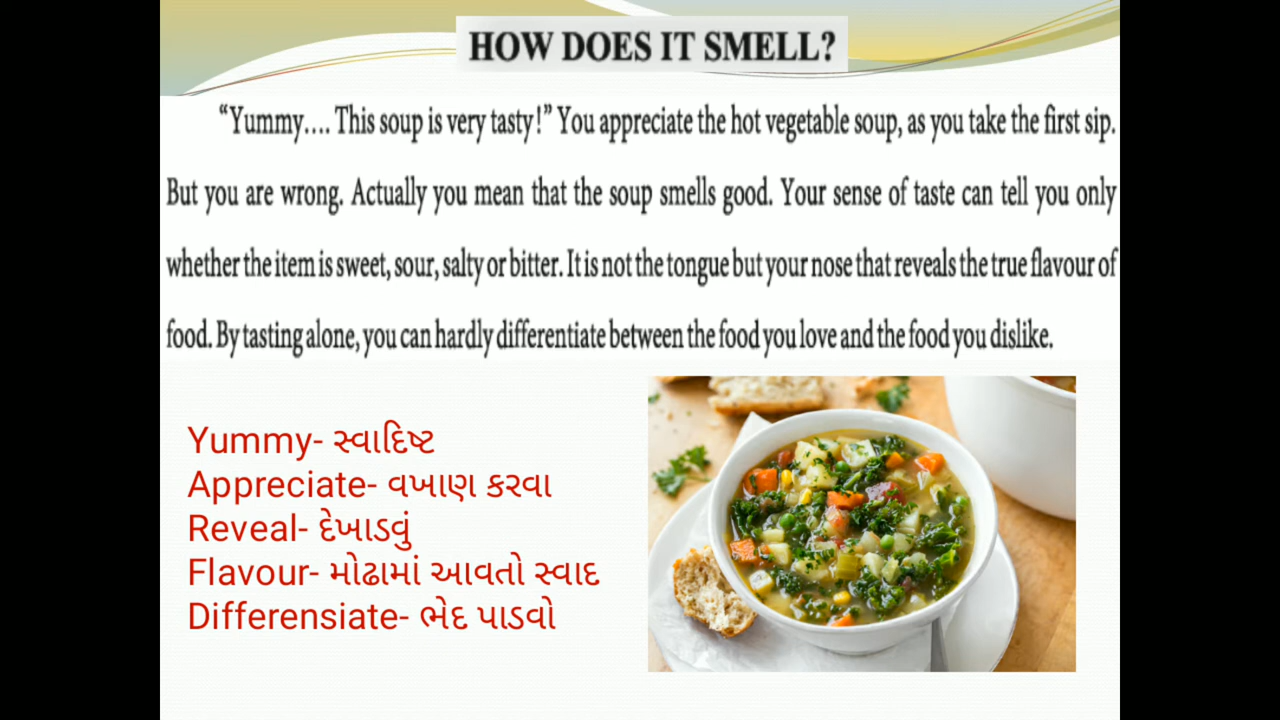 HOW DOES IT SMELL?
“Yummy.... This soup is very tasty!” You appreciate the hot vegetable soup, as you take the first sip.
But you are wrong. Actually you mean that the soup smells good. Your sense of taste can tell you only
whether the item is sweet, sour, salty or bitter. It is not the tongue but your nose that reveals the true flavour of
food. By tasting alone, you can hardly differentiate between the food you love and the food you dislike.
Yummy- સ્વાદિષ્ટ
Appreciate- વખાણ કરવા
Reveal- દેખાડવું
Flavour- મોઢામાં આવતો સ્વાદ
Differensiate- ભેદ પાડવો